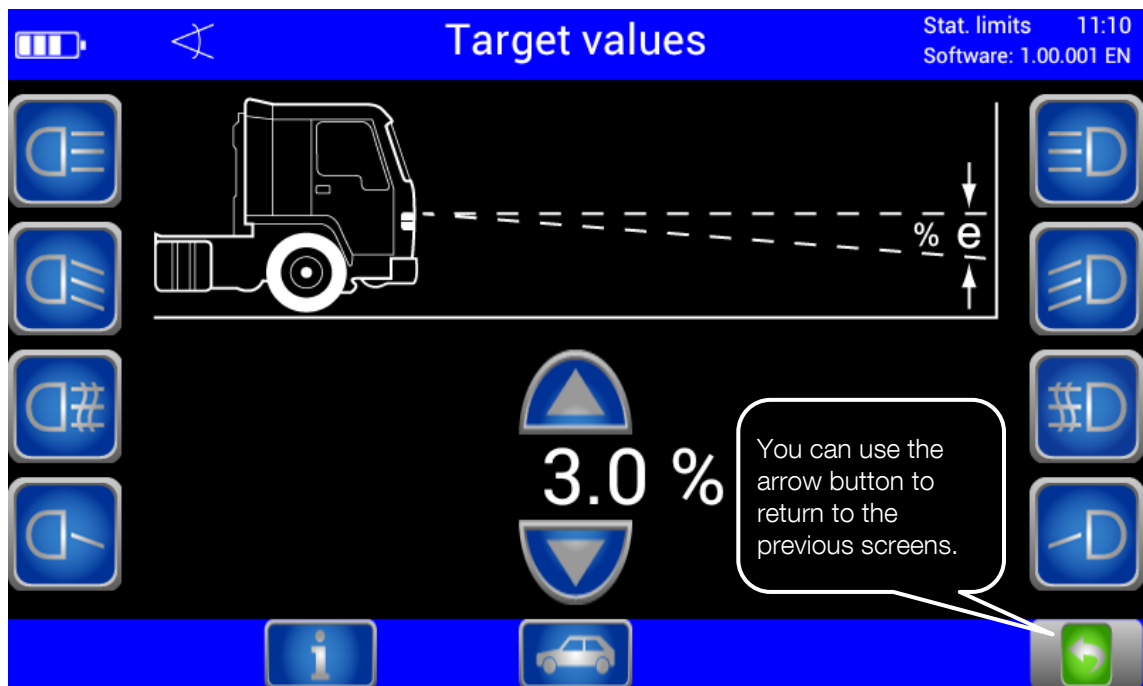 Target values
Stat. limits 11:10
Software: 1.00.001 EN
% e
3.0 %
You can use the
arrow button to
return to the
previous screens.
i